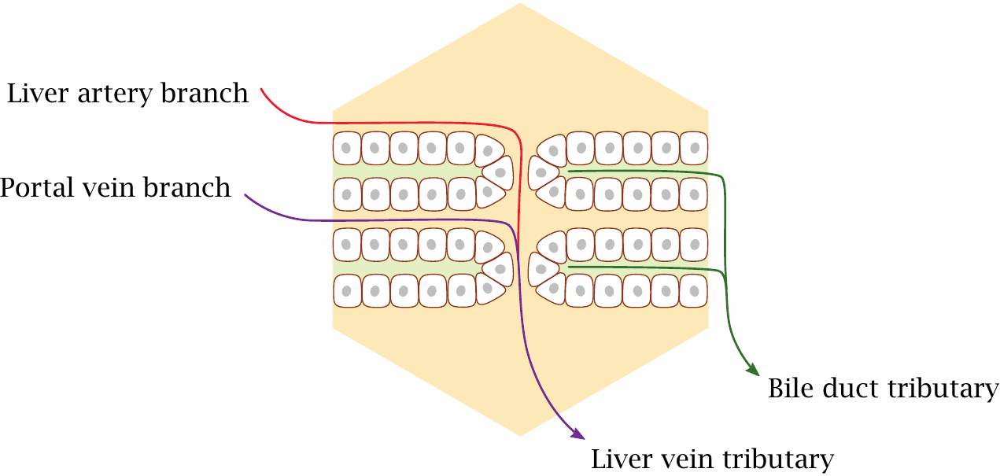 Liver artery branch
Portal vein branch
Bile duct tributary
Liver vein tributary